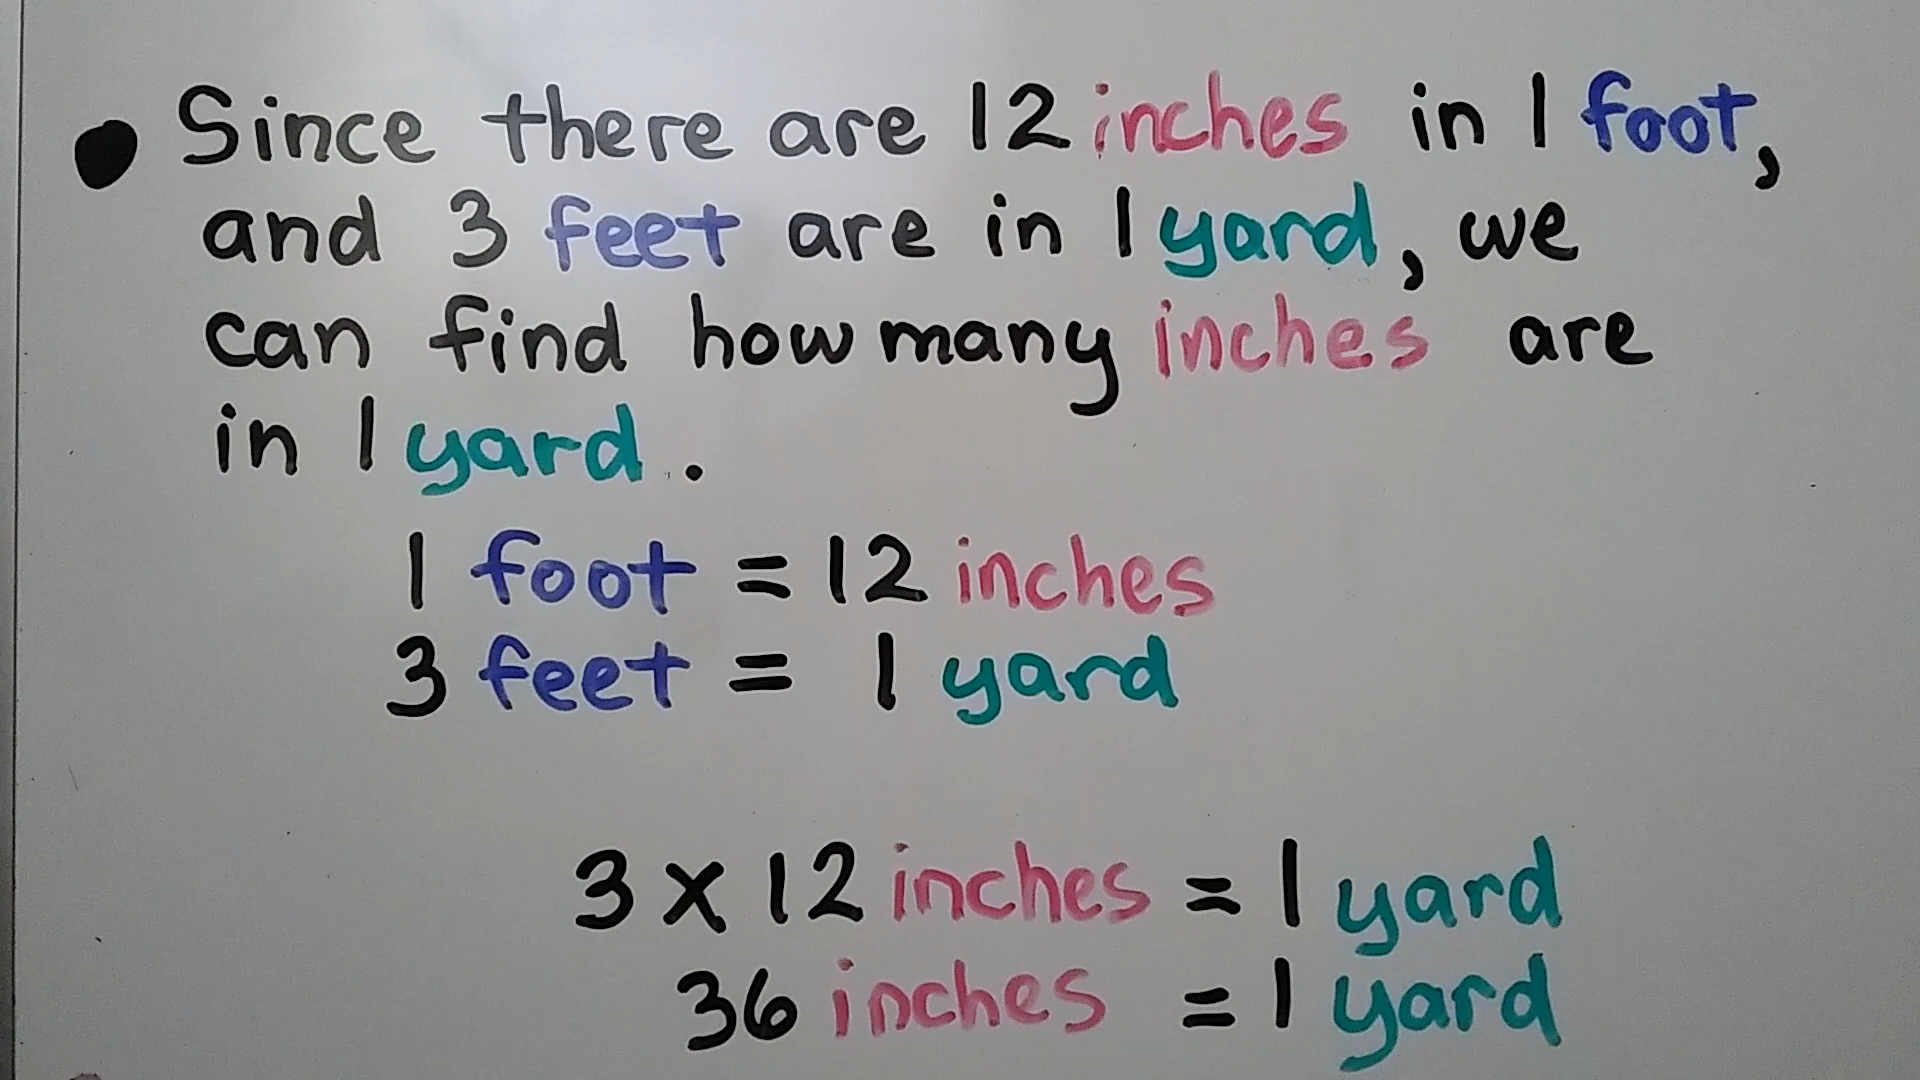 ● Since there are 12 inches in 1 foot,
and 3 feet are in 1 yard, we
can find how many inches are
in 1 yard.
1 foot = 12 inches
3 feet = 1 yard
3 x 12 inches = 1 yard
36 inches = 1 yard